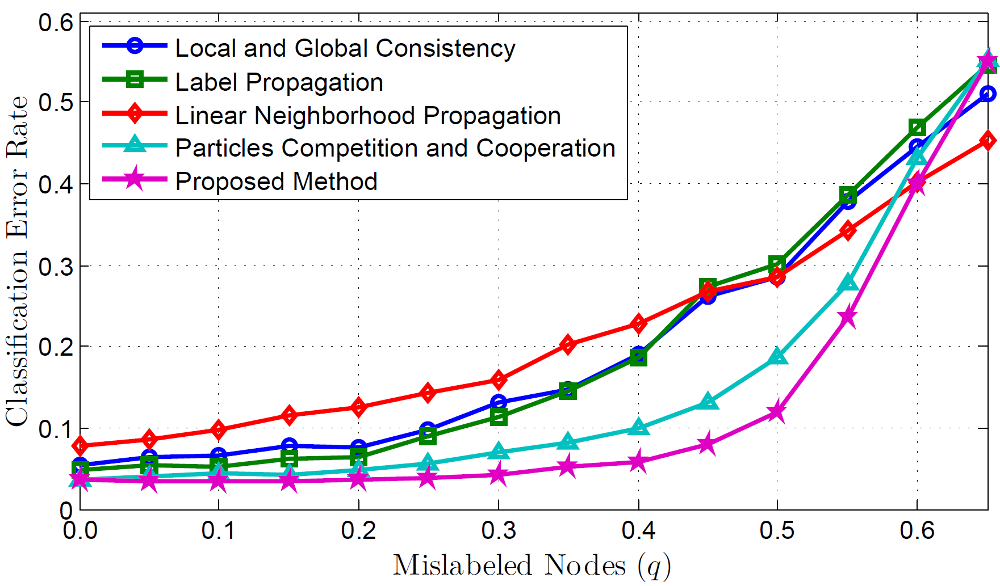 0.6
0.5
0.4
0.3
0.2
0.1
0
Classification Error Rate
Local and Global Consistency
Label Propagation
Linear Neighborhood Propagation
Particles Competition and Cooperation
Proposed Method
0.0 0.1 0.2 0.3 0.4 0.5 0.6
Mislabeled Nodes (q)